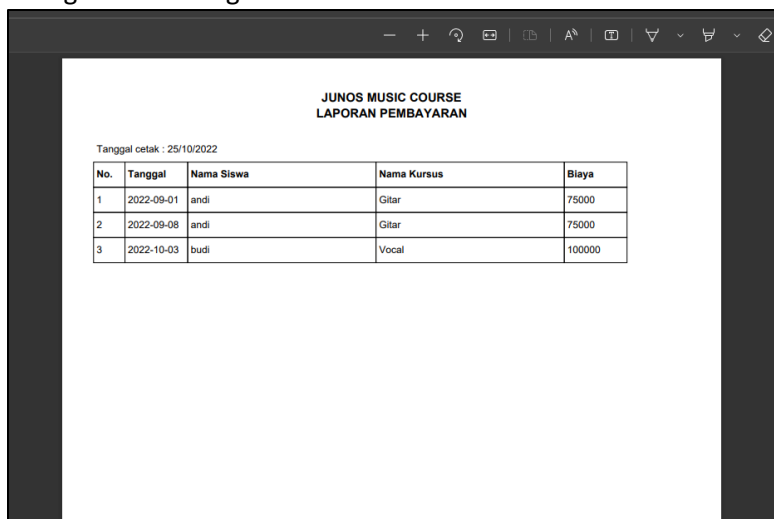 JUNOS MUSIC COURSE
LAPORAN PEMBAYARAN
Tanggal cetak : 25/10/2022
No. Tanggal Nama Siswa Nama Kursus Biaya
1 2022-09-01 andi Gitar 75000
2 2022-09-08 andi Gitar 75000
3 2022-10-03 budi Vocal 100000